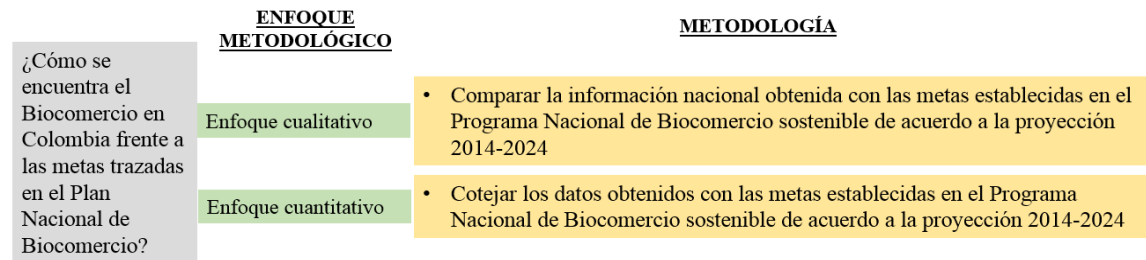 ENFOQUE
METODOLÓGICO
METODOLOGÍA
¿Cómo se
encuentra el
Biocomercio en
Colombia frente a
las metas trazadas
en el Plan
Nacional de
Biocomercio?
Enfoque cualitativo
• Comparar la información nacional obtenida con las metas establecidas en el
Programa Nacional de Biocomercio sostenible de acuerdo a la proyección
2014-2024
Enfoque cuantitativo
• Cotejar los datos obtenidos con las metas establecidas en el Programa
Nacional de Biocomercio sostenible de acuerdo a la proyección 2014-2024